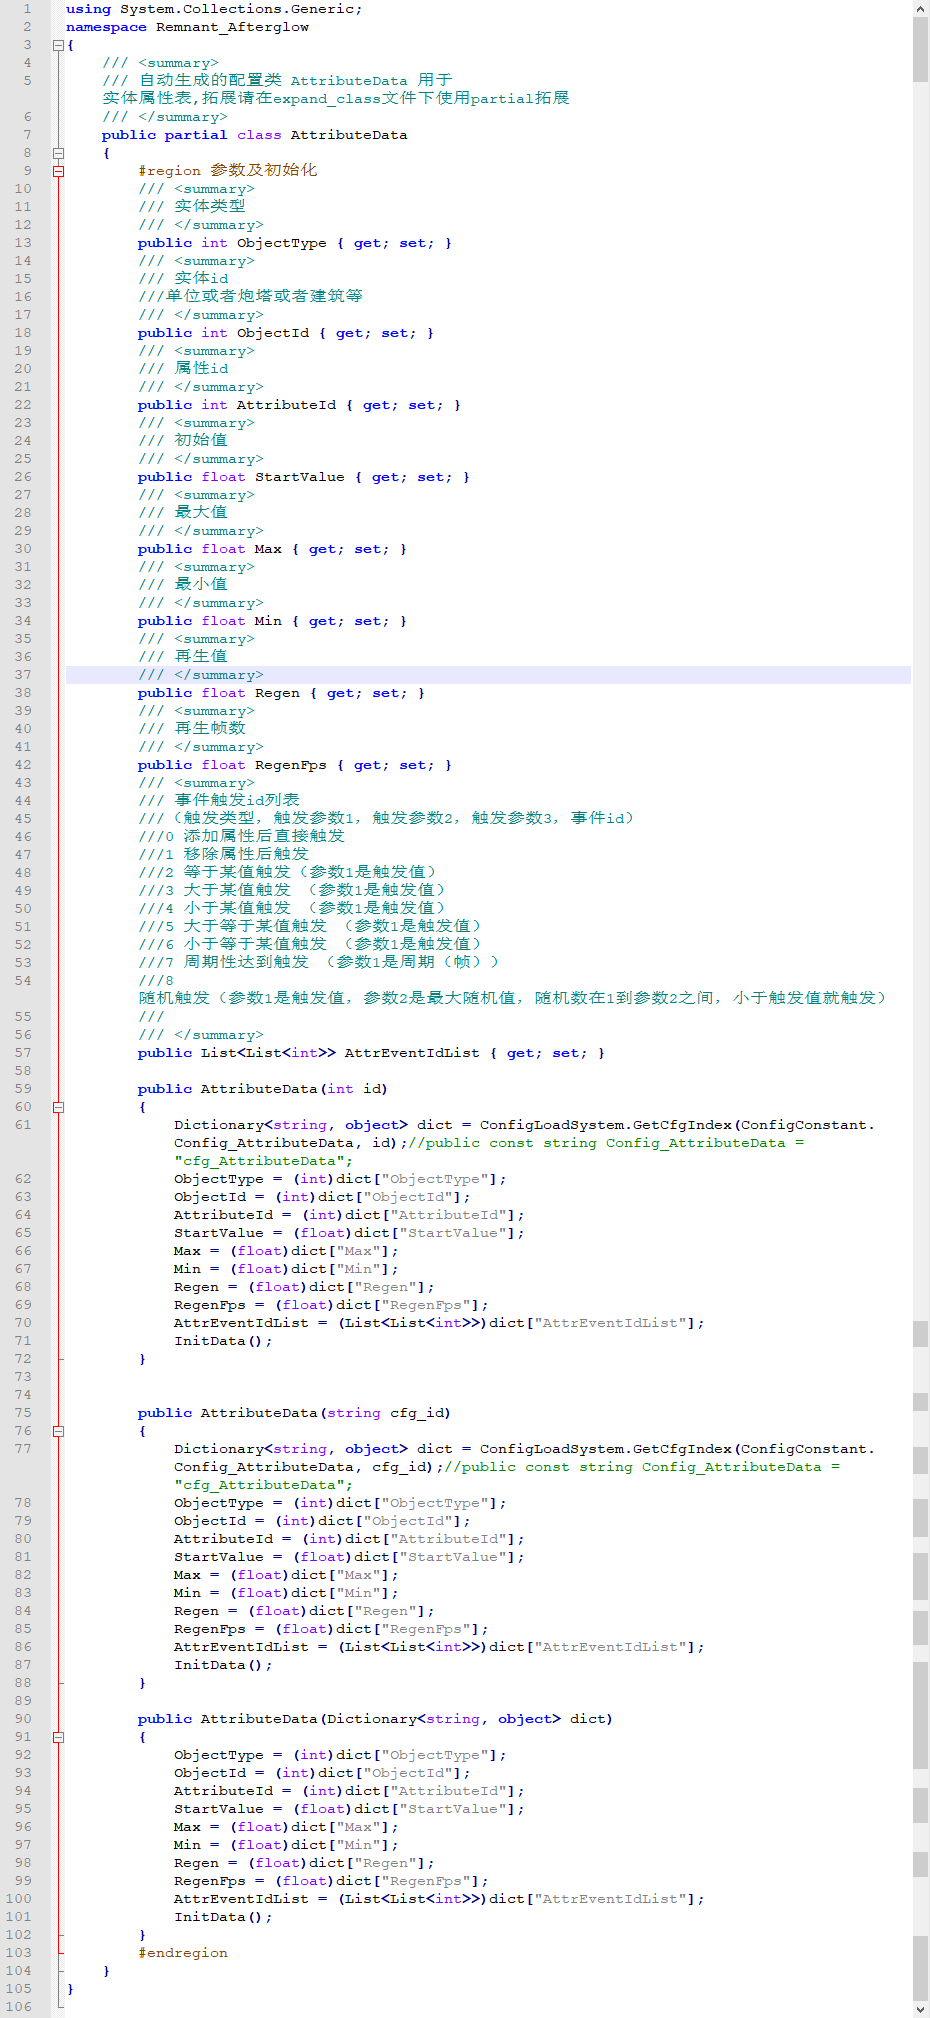 1 using System.Collections.Generic;
2 namespace Remnant_Afterglow
3 {
4 /// <summary>
5 /// 自动生成的配置类 AttributeData 用于
实体属性表,拓展请在expand_class文件下使用partial拓展
6 /// </summary>
7 public partial class AttributeData
8 {
9 #region 参数及初始化
10 /// <summary>
11 /// 实体类型
12 /// </summary>
13 public int ObjectType { get; set; }
14 /// <summary>
15 /// 实体id
16 ///单位或者炮塔或者建筑等
17 /// </summary>
18 public int ObjectId { get; set; }
19 /// <summary>
20 /// 属性id
21 /// </summary>
22 public int AttributeId { get; set; }
23 /// <summary>
24 /// 初始值
25 /// </summary>
26 public float StartValue { get; set; }
27 /// <summary>
28 /// 最大值
29 /// </summary>
30 public float Max { get; set; }
31 /// <summary>
32 /// 最小值
33 /// </summary>
34 public float Min { get; set; }
35 /// <summary>
36 /// 再生值
37 /// </summary>
38 public float Regen { get; set; }
39 /// <summary>
40 /// 再生帧数
41 /// </summary>
42 public float RegenFps { get; set; }
43 /// <summary>
44 /// 事件触发id列表
45 ///（触发类型，触发参数1，触发参数2，触发参数3，事件id）
46 ///0 添加属性后直接触发
47 ///1 移除属性后触发
48 ///2 等于某值触发（参数1是触发值）
49 ///3 大于某值触发 （参数1是触发值）
50 ///4 小于某值触发 （参数1是触发值）
51 ///5 大于等于某值触发 （参数1是触发值）
52 ///6 小于等于某值触发 （参数1是触发值）
53 ///7 周期性达到触发 （参数1是周期（帧））
54 ///8
随机触发（参数1是触发值，参数2是最大随机值，随机数在1到参数2之间，小于触发值就触发）
55 ///
56 /// </summary>
57 public List<List<int>> AttrEventIdList { get; set; }
58
59 public AttributeData(int id)
60 {
61 Dictionary<string, object> dict = ConfigLoadSystem.GetCfgIndex(ConfigConstant.
Config_AttributeData, id);//public const string Config_AttributeData =
"cfg_AttributeData";
62 ObjectType = (int)dict["ObjectType"];
63 ObjectId = (int)dict["ObjectId"];
64 AttributeId = (int)dict["AttributeId"];
65 StartValue = (float)dict["StartValue"];
66 Max = (float)dict["Max"];
67 Min = (float)dict["Min"];
68 Regen = (float)dict["Regen"];
69 RegenFps = (float)dict["RegenFps"];
70 AttrEventIdList = (List<List<int>>)dict["AttrEventIdList"];
71 InitData();
72 }
73
74
75 public AttributeData(string cfg_id)
76 {
77 Dictionary<string, object> dict = ConfigLoadSystem.GetCfgIndex(ConfigConstant.
Config_AttributeData, cfg_id);//public const string Config_AttributeData =
"cfg_AttributeData";
78 ObjectType = (int)dict["ObjectType"];
79 ObjectId = (int)dict["ObjectId"];
80 AttributeId = (int)dict["AttributeId"];
81 StartValue = (float)dict["StartValue"];
82 Max = (float)dict["Max"];
83 Min = (float)dict["Min"];
84 Regen = (float)dict["Regen"];
85 RegenFps = (float)dict["RegenFps"];
86 AttrEventIdList = (List<List<int>>)dict["AttrEventIdList"];
87 InitData();
88 }
89
90 public AttributeData(Dictionary<string, object> dict)
91 {
92 ObjectType = (int)dict["ObjectType"];
93 ObjectId = (int)dict["ObjectId"];
94 AttributeId = (int)dict["AttributeId"];
95 StartValue = (float)dict["StartValue"];
96 Max = (float)dict["Max"];
97 Min = (float)dict["Min"];
98 Regen = (float)dict["Regen"];
99 RegenFps = (float)dict["RegenFps"];
100 AttrEventIdList = (List<List<int>>)dict["AttrEventIdList"];
101 InitData();
102 }
103 #endregion
104 }
105 }
106